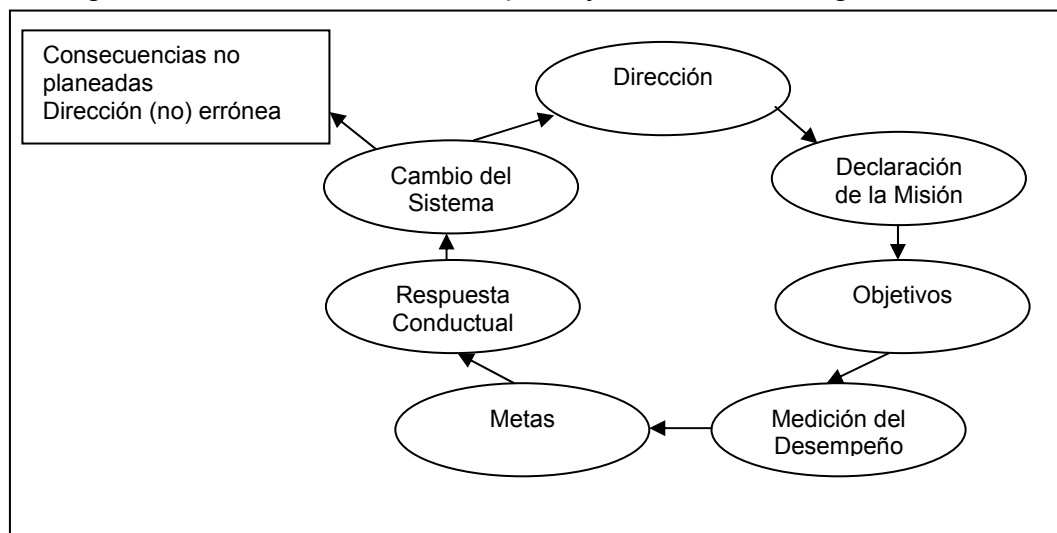 Consecuencias no
planeadas
Dirección (no) errónea
Dirección
Cambio del
Sistema
Declaración
de la Misión
Respuesta
Conductual
Objetivos
Metas
Medición del
Desempeño